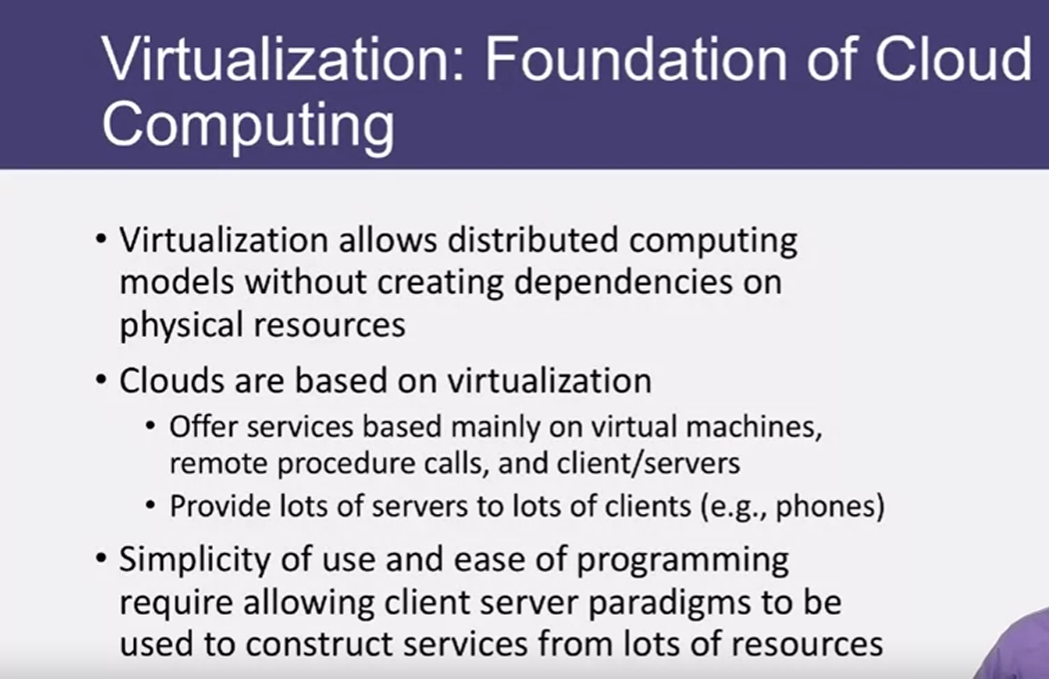 Virtualization: Foundation of Cloud
Computing
• Virtualization allows distributed computing
models without creating dependencies on
physical resources
• Clouds are based on virtualization
• Offer services based mainly on virtual machines,
remote procedure calls, and client/servers
• Provide lots of servers to lots of clients (e.g., phones)
• Simplicity of use and ease of programming
require allowing client server paradigms to be
used to construct services from lots of resources